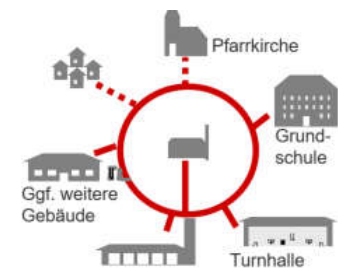 Pfarrkirche
Grund-
schule
Ggf. weitere
Gebäude
Turnhalle